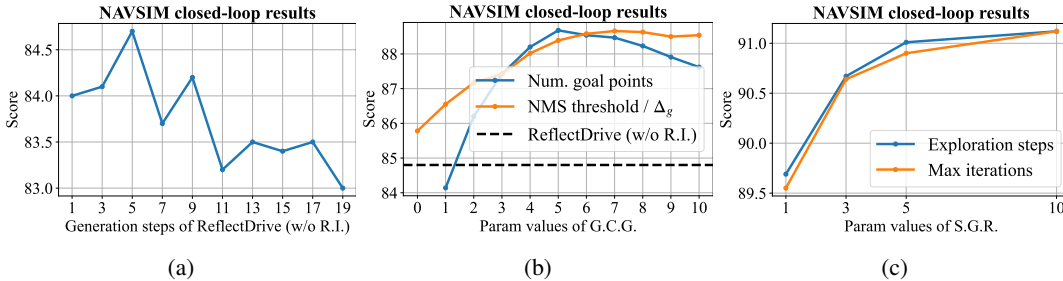 NAVSIM closed-loop results
Score
84.5
84.0
83.5
83.0
1 3 5 7 9 11 13 15 17 19
Generation steps of ReflectDrive (w/o R.I.)
(a)
NAVSIM closed-loop results
Score
88
87
86
85
84
Num. goal points
NMS threshold / Δg
ReflectDrive (w/o R.I.)
0 1 2 3 4 5 6 7 8 9 10
Param values of G.C.G.
(b)
NAVSIM closed-loop results
Score
91.0
90.5
90.0
89.5
Exploration steps
Max iterations
1 3 5 10
Param values of S.G.R.
(c)